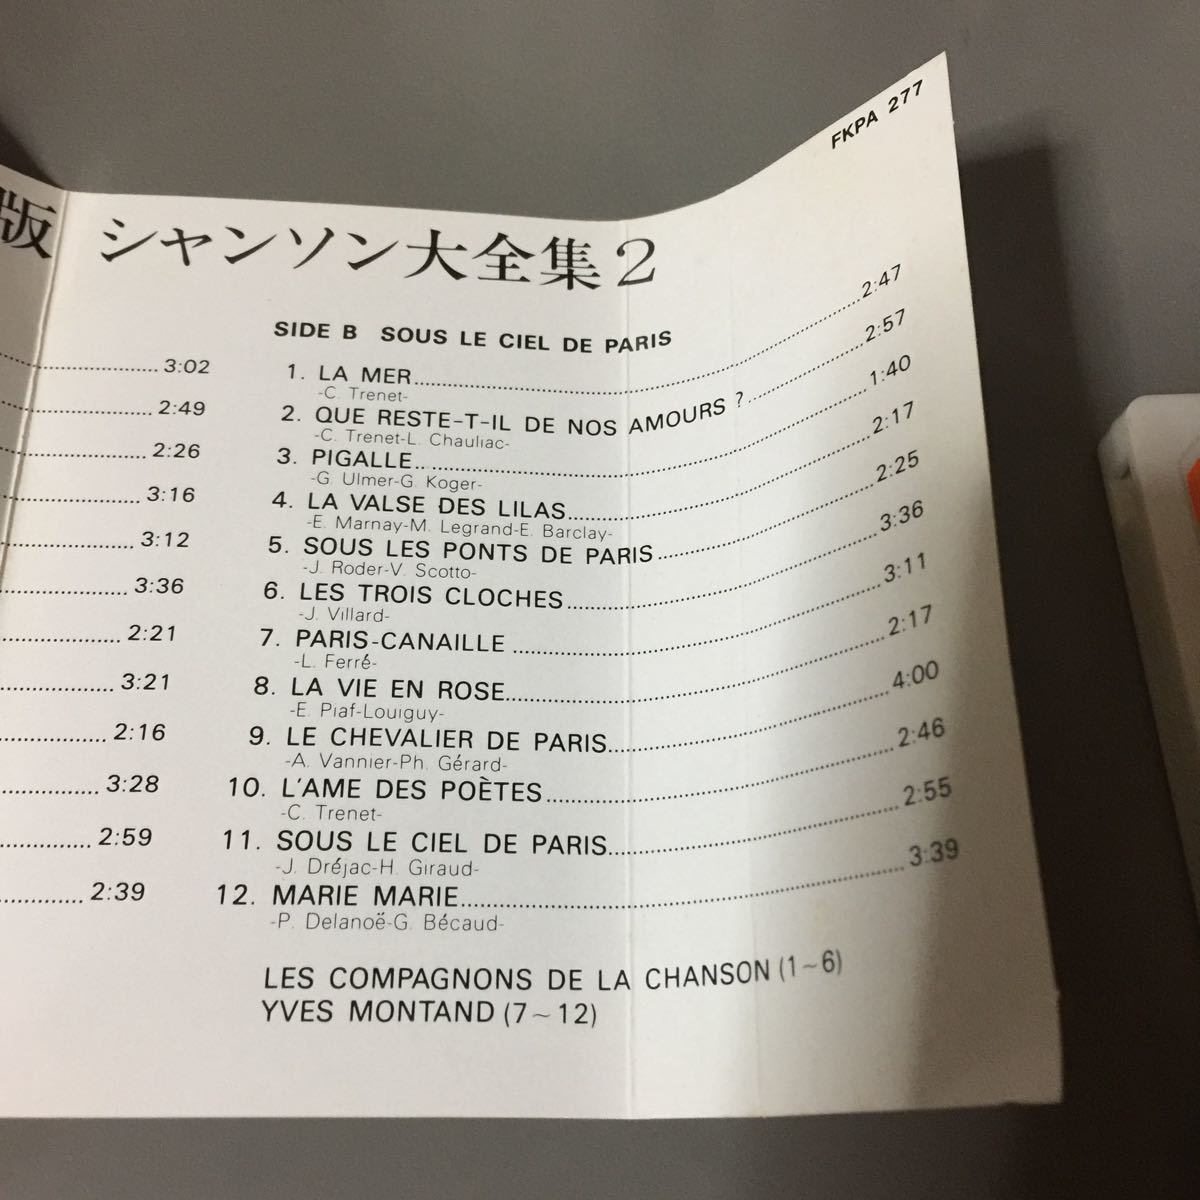 FKPA 277
版 シャンソン大全集2
3:02
2:49
2:26
3:16
3:12
3:36
2:21
3:21
2:16
3:28
2:59
2:39
SIDE B SOUS LE CIEL DE PARIS
1. LA MER 2:47
-C. Trenet-
2. QUE RESTE-T-IL DE NOS AMOURS ? 2:57
-C. Trenet-L. Chauliac-
3. PIGALLE 1:40
-G. Ulmer-G. Koger-
4. LA VALSE DES LILAS 2:17
-E. Marnay-M. Legrand-E. Barclay-
5. SOUS LES PONTS DE PARIS 2:25
-J. Roder-V. Scotto-
6. LES TROIS CLOCHES 3:36
-J. Villard-
7. PARIS-CANAILLE 3:11
-L. Ferré-
8. LA VIE EN ROSE 2:17
-E. Piaf-Louiguy-
9. LE CHEVALIER DE PARIS 4:00
-A. Vannier-Ph. Gérard-
10. L'AME DES POÈTES 2:46
-C. Trenet-
11. SOUS LE CIEL DE PARIS 2:55
-J. Dréjac-H. Giraud-
12. MARIE MARIE 3:39
-P. Delanoë-G. Bécaud-
LES COMPAGNONS DE LA CHANSON (1~6)
YVES MONTAND (7~12)